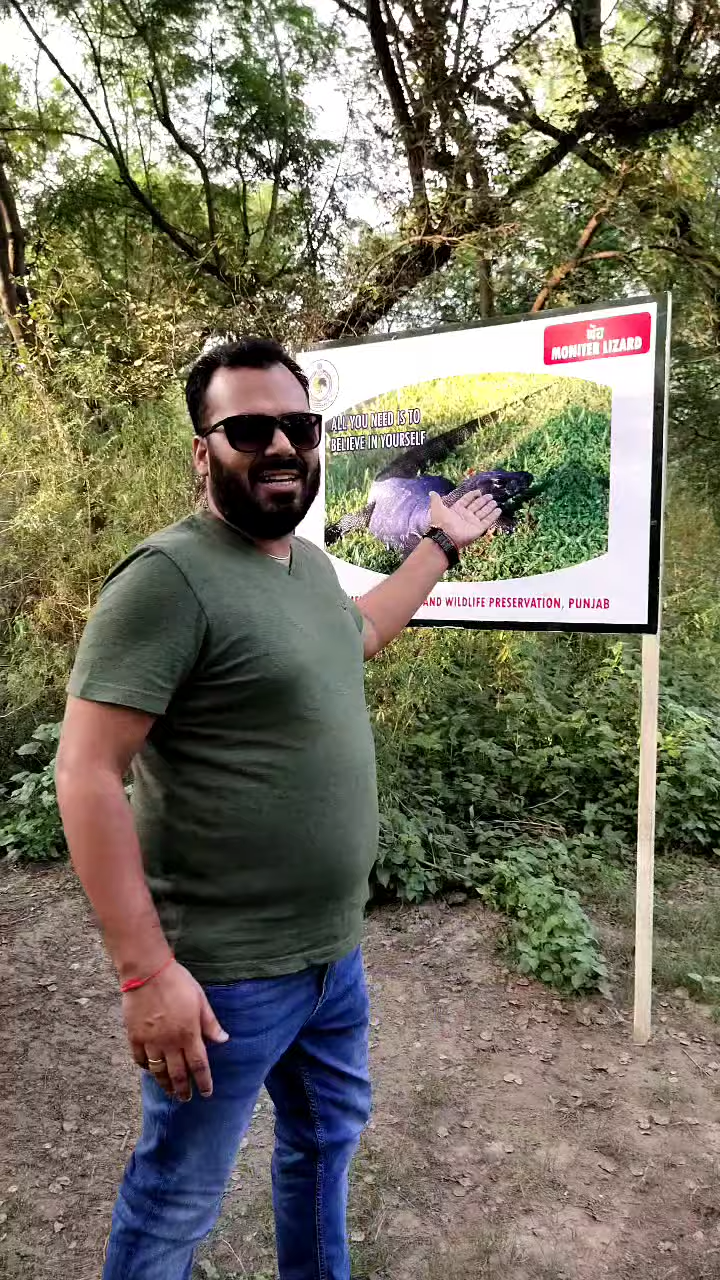 ਗੋਹ
MONITER LIZARD
ALL YOU NEED IS TO
BELIEVE IN YOURSELF
AND WILDLIFE PRESERVATION, PUNJAB